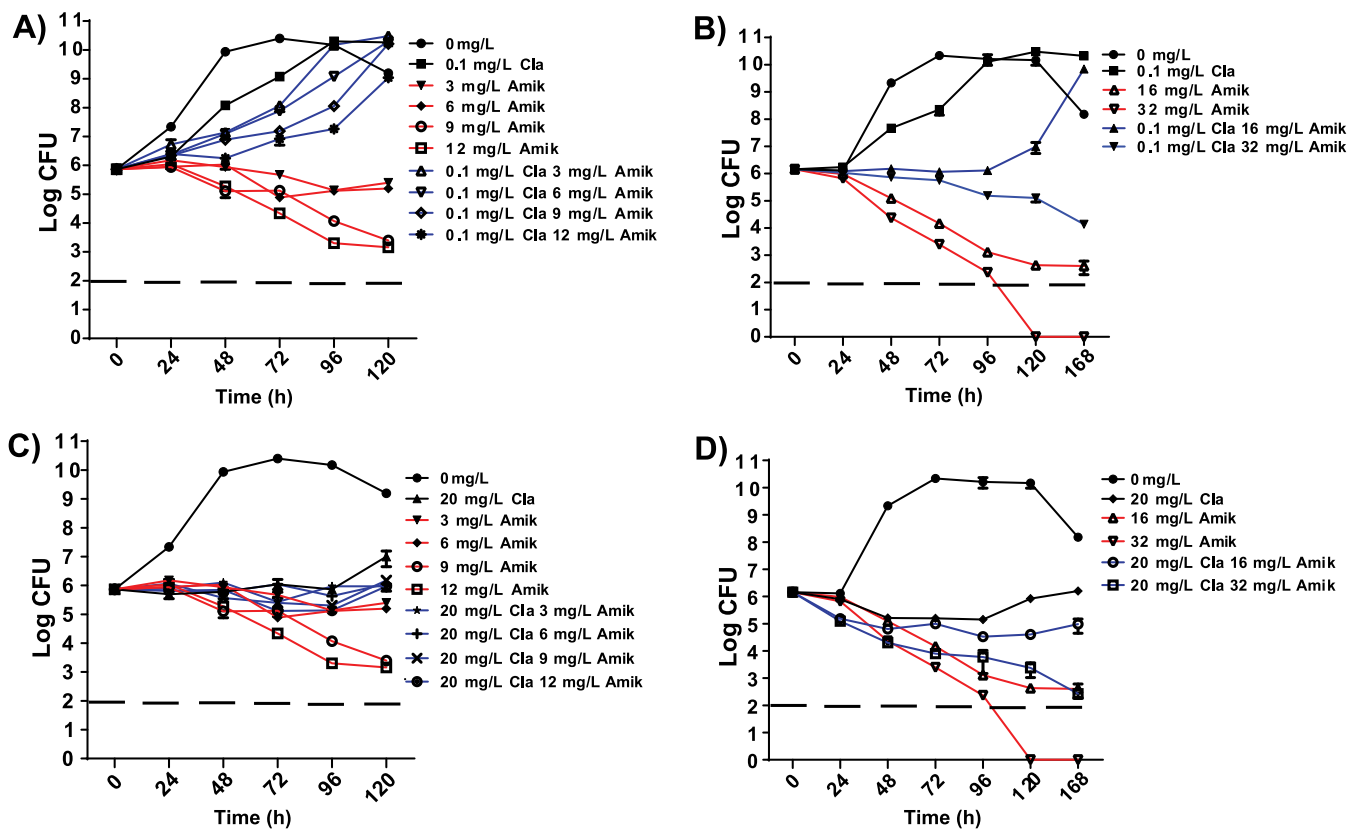 A)
Log CFU
11
10
9
8
7
6
5
4
3
2
1
0
0
24
48
72
96
120
Time (h)
0 mg/L
0.1 mg/L Cla
3 mg/L Amik
6 mg/L Amik
9 mg/L Amik
12 mg/L Amik
0.1 mg/L Cla 3 mg/L Amik
0.1 mg/L Cla 6 mg/L Amik
0.1 mg/L Cla 9 mg/L Amik
0.1 mg/L Cla 12 mg/L Amik
B)
Log CFU
11
10
9
8
7
6
5
4
3
2
1
0
0
24
48
72
96
120
168
Time (h)
0 mg/L
0.1 mg/L Cla
16 mg/L Amik
32 mg/L Amik
0.1 mg/L Cla 16 mg/L Amik
0.1 mg/L Cla 32 mg/L Amik
C)
Log CFU
11
10
9
8
7
6
5
4
3
2
1
0
0
24
48
72
96
120
Time (h)
0 mg/L
20 mg/L Cla
3 mg/L Amik
6 mg/L Amik
9 mg/L Amik
12 mg/L Amik
20 mg/L Cla 3 mg/L Amik
20 mg/L Cla 6 mg/L Amik
20 mg/L Cla 9 mg/L Amik
20 mg/L Cla 12 mg/L Amik
D)
Log CFU
11
10
9
8
7
6
5
4
3
2
1
0
0
24
48
72
96
120
168
Time (h)
0 mg/L
20 mg/L Cla
16 mg/L Amik
32 mg/L Amik
20 mg/L Cla 16 mg/L Amik
20 mg/L Cla 32 mg/L Amik